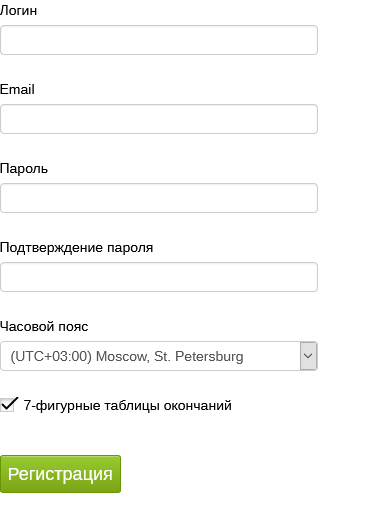 Логин
Email
Пароль
Подтверждение пароля
Часовой пояс
(UTC+03:00) Moscow, St. Petersburg
7-фигурные таблицы окончаний
Регистрация